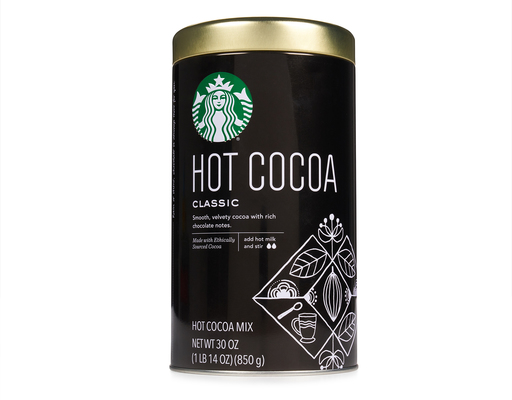 HOT COCOA
CLASSIC
Smooth, velvety cocoa with rich
chocolate notes.
Made with Ethically
Sourced Cocoa
add hot milk
and stir
HOT COCOA MIX
NET WT 30 OZ
(1 LB 14 OZ) (850 g)